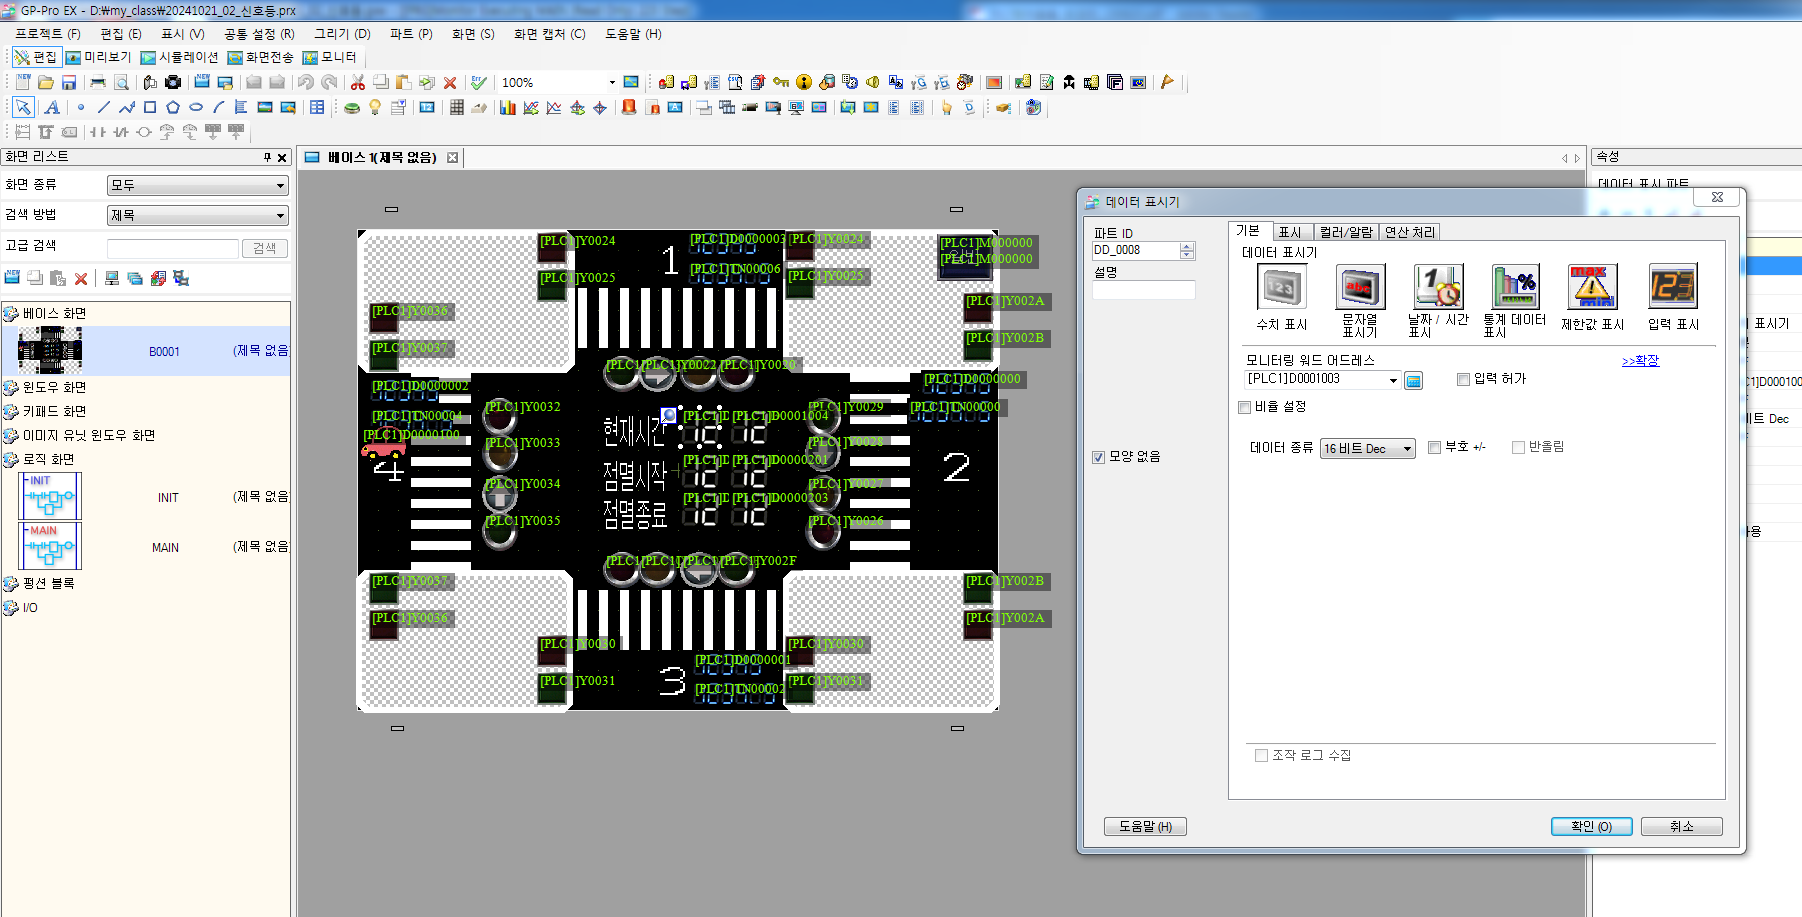 GP-Pro EX - D:\my_class\20241021_02_신호등.prx
프로젝트 (F) 편집 (E) 표시 (V) 공통 설정 (R) 그리기 (D) 파트 (P) 화면 (S) 화면 캡처 (C) 도움말 (H)
편집 미리보기 시뮬레이션 화면전송 모니터
100%
화면 리스트
화면 종류 모두
검색 방법 제목
고급 검색 검색
베이스 화면
B0001 (제목 없음
윈도우 화면
키패드 화면
이미지 유닛 윈도우 화면
로직 화면
INIT INIT (제목 없음
MAIN MAIN (제목 없음
펑션 블록
I/O
베이스 1(제목 없음)
[PLC1]Y0024 1 [PLC1]D0000003 [PLC1]Y0024 [PLC1]M000000
[PLC1]M000000
[PLC1]Y0025 [PLC1]TN00006 [PLC1]Y0025
[PLC1]Y0036 [PLC1]Y002A
[PLC1]Y0037 [PLC1]Y002B
[PLC1]Y0022 [PLC1]Y0020
[PLC1]D0000002 [PLC1]D0000000
[PLC1]TN00004 [PLC1]Y0032 [PLC1]D0001004 [PLC1]Y0029 [PLC1]TN00000
[PLC1]D0000100 현재시간 12 12
4 [PLC1]Y0033 [PLC1]Y0028 2
점멸시작 [PLC1]D0000201
12 12
[PLC1]Y0034 [PLC1]Y0027
점멸종료 [PLC1]D0000203
12 12
[PLC1]Y0035 [PLC1]Y0026
[PLC1]Y002F
[PLC1]Y0037 [PLC1]Y002B
[PLC1]Y0036 [PLC1]Y002A
[PLC1]Y0030 3 [PLC1]D0000001 [PLC1]Y0030
[PLC1]Y0031 [PLC1]TN00002 [PLC1]Y0031
속성
데이터 표시 파트
데이터 표시기
파트 ID
DD_0008
설명
모양 없음
기본 표시 컬러/알람 연산 처리
데이터 표시기
수치 표시
문자열 표시기
날짜 / 시간 표시
통계 데이터 표시
제한값 표시
입력 표시
모니터링 워드 어드레스 >>확장
[PLC1]D0001003 입력 허가
비율 설정
데이터 종류 16 비트 Dec 부호 +/- 반올림
조작 로그 수집
도움말 (H) 확인 (O) 취소